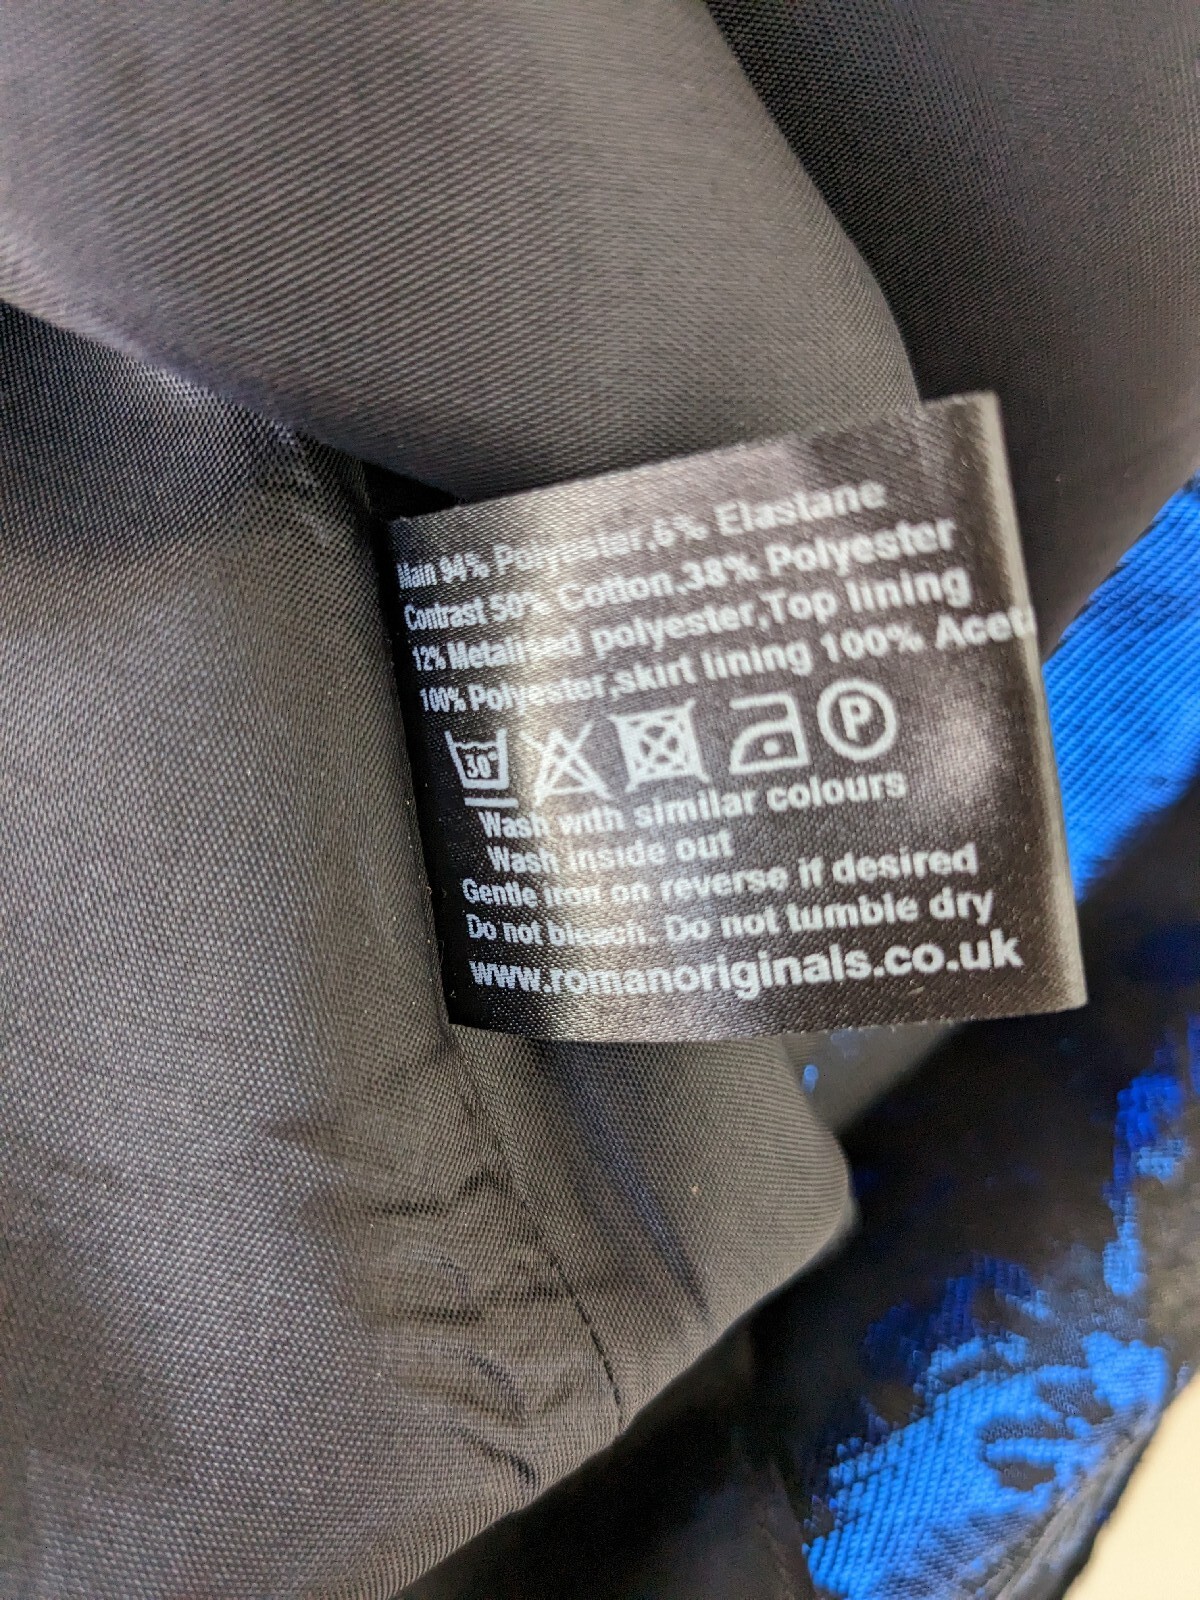 Main 94% Polyester,6% Elastane
Contrast 50% Cotton,38% Polyester
12% Metalised polyester,Top lining
100% Polyester,skirt lining 100% Acet
30° P
Wash with similar colours
Wash inside out
Gentle iron on reverse if desired
Do not bleach. Do not tumble dry
www.romanoriginals.co.uk